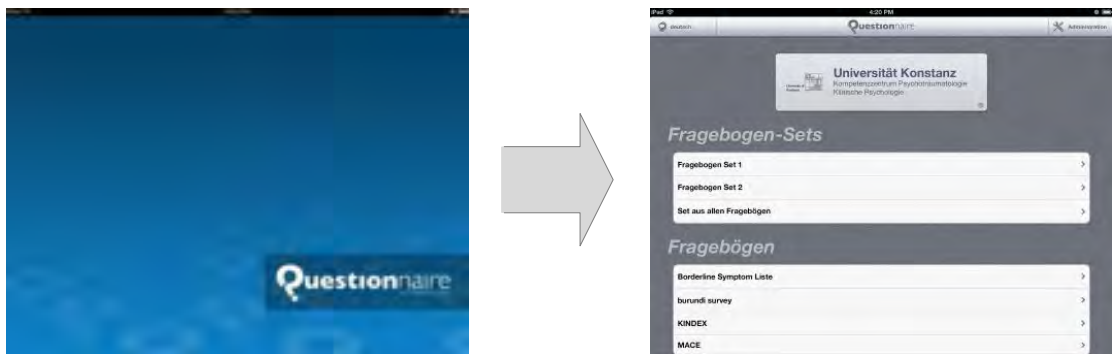 Questionnaire
iPad 4:20 PM
Questionnaire Administration
Universität Konstanz
Kompetenzzentrum Psychotraumatologie
Klinische Psychologie
Fragebogen-Sets
Fragebogen Set 1
Fragebogen Set 2
Set aus allen Fragebögen
Fragebögen
Borderline Symptom Liste
burundi survey
KINDEX
MACE